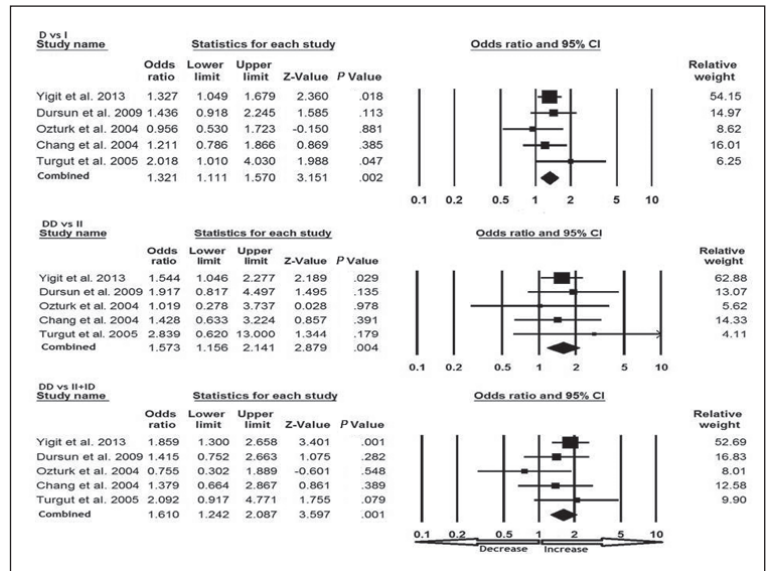 D vs I
Study name Statistics for each study Odds ratio and 95% CI
Odds Lower Upper Relative
ratio limit limit Z-Value P Value weight
Yigit et al. 2013 1.327 1.049 1.679 2.360 .018 54.15
Dursun et al. 2009 1.436 0.918 2.245 1.585 .113 14.97
Ozturk et al. 2004 0.956 0.530 1.723 -0.150 .881 8.62
Chang et al. 2004 1.211 0.786 1.866 0.869 .385 16.01
Turgut et al. 2005 2.018 1.010 4.030 1.988 .047 6.25
Combined 1.321 1.111 1.570 3.151 .002
0.1 0.2 0.5 1 2 5 10
DD vs II
Study name Statistics for each study Odds ratio and 95% CI
Odds Lower Upper Relative
ratio limit limit Z-Value P Value weight
Yigit et al. 2013 1.544 1.046 2.277 2.189 .029 62.88
Dursun et al. 2009 1.917 0.817 4.497 1.495 .135 13.07
Ozturk et al. 2004 1.019 0.278 3.737 0.028 .978 5.62
Chang et al. 2004 1.428 0.633 3.224 0.857 .391 14.33
Turgut et al. 2005 2.839 0.620 13.000 1.344 .179 4.11
Combined 1.573 1.156 2.141 2.879 .004
0.1 0.2 0.5 1 2 5 10
DD vs II+ID
Study name Statistics for each study Odds ratio and 95% CI
Odds Lower Upper Relative
ratio limit limit Z-Value P Value weight
Yigit et al. 2013 1.859 1.300 2.658 3.401 .001 52.69
Dursun et al. 2009 1.415 0.752 2.663 1.075 .282 16.83
Ozturk et al. 2004 0.755 0.302 1.889 -0.601 .548 8.01
Chang et al. 2004 1.379 0.664 2.867 0.861 .389 12.58
Turgut et al. 2005 2.092 0.917 4.771 1.755 .079 9.90
Combined 1.610 1.242 2.087 3.597 .001
0.1 0.2 0.5 1 2 5 10
Decrease Increase